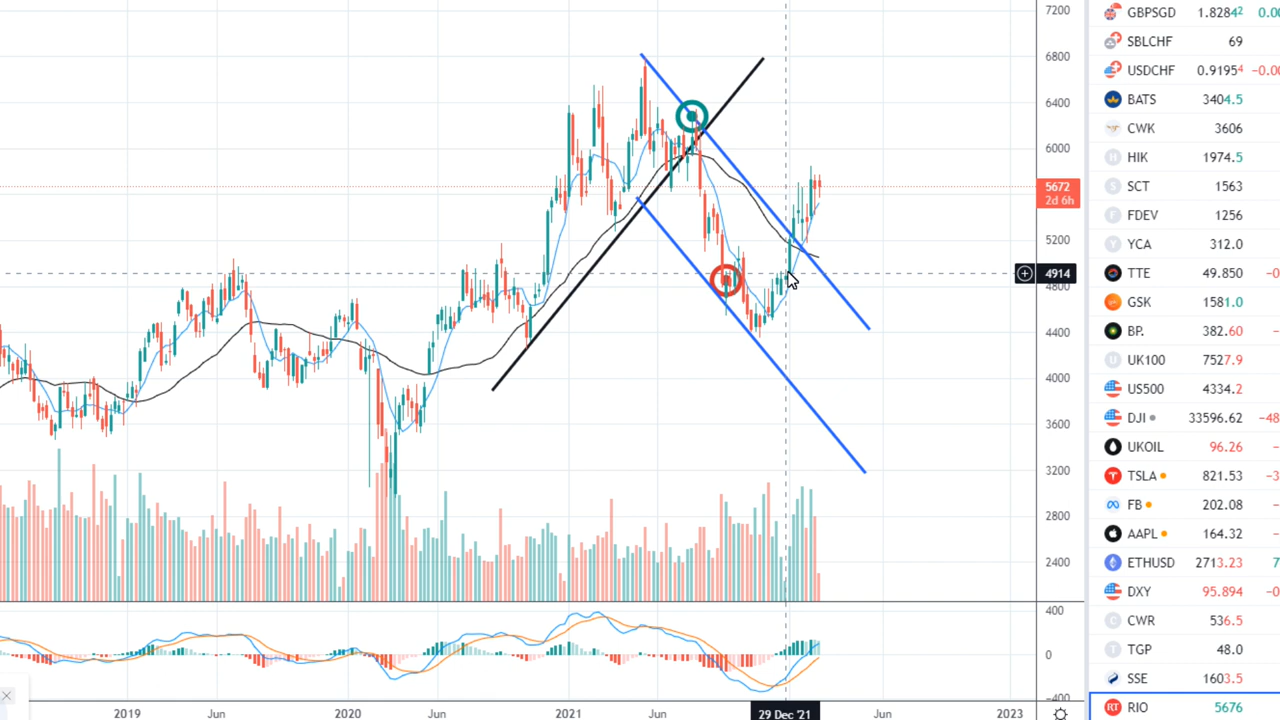 7200
6800
6400
6000
5672
2d 6h
5200
4914
4800
4400
4000
3600
3200
2800
2400
400
0
-400
2019
Jun
2020
Jun
2021
Jun
29 Dec '21
Jun
2023
GBPSGD 1.82842 0.00
SBLCHF 69
USDCHF 0.91954 −0.00
BATS 3404.5
CWK 3606
HIK 1974.5
SCT 1563
FDEV 1256
YCA 312.0
TTE 49.850 −0
GSK 1581.0
BP. 382.60 −
UK100 7527.9
US500 4334.2
DJI 33596.62 −48
UKOIL 96.26 −
TSLA 821.53 −3
FB 202.08 −
AAPL 164.32 −
ETHUSD 2713.23 7
DXY 95.894 −0
CWR 536.5
TGP 48.0
SSE 1603.5
RT RIO 5676